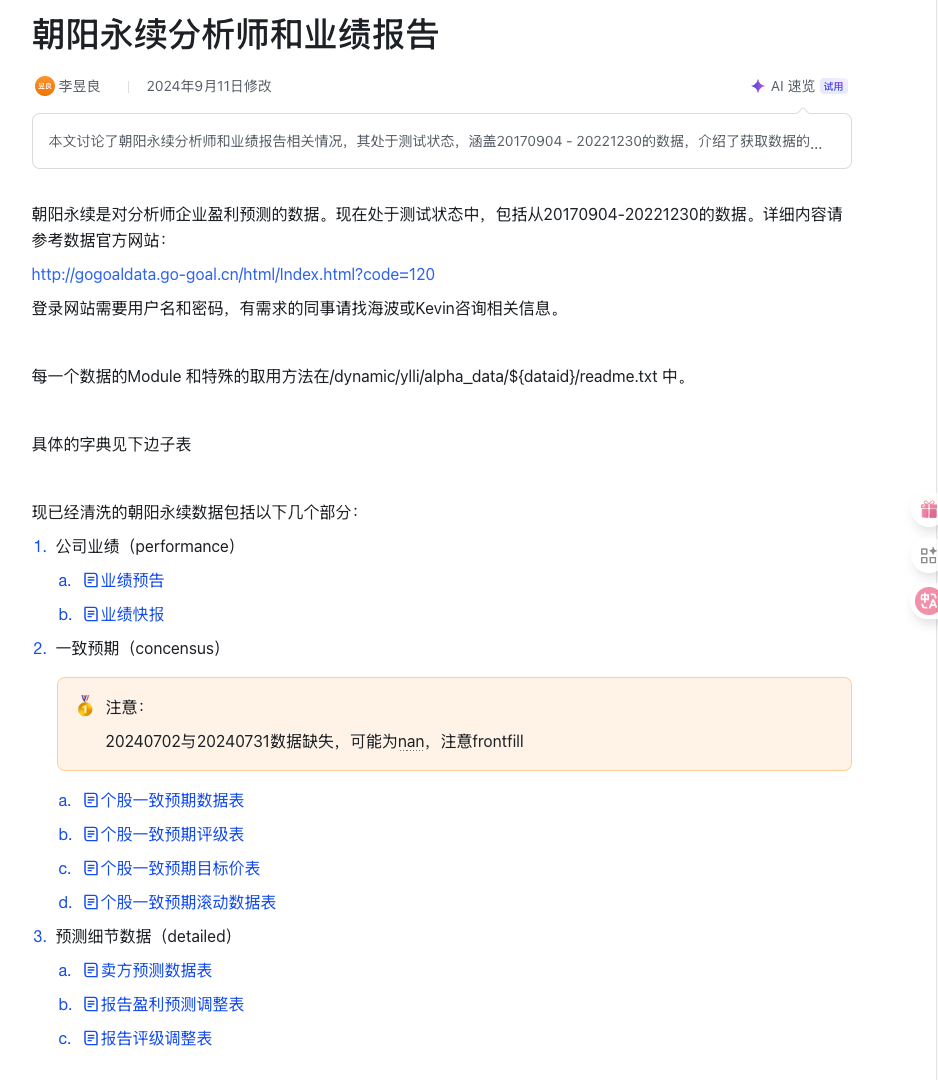 朝阳永续分析师和业绩报告
昱良 李昱良 2024年9月11日修改 AI 速览 试用
本文讨论了朝阳永续分析师和业绩报告相关情况，其处于测试状态，涵盖20170904 - 20221230的数据，介绍了获取数据的...
朝阳永续是对分析师企业盈利预测的数据。现在处于测试状态中，包括从20170904-20221230的数据。详细内容请
参考数据官方网站：
http://gogoaldata.go-goal.cn/html/Index.html?code=120
登录网站需要用户名和密码，有需求的同事请找海波或Kevin咨询相关信息。
每一个数据的Module 和特殊的取用方法在/dynamic/ylli/alpha_data/${dataid}/readme.txt 中。
具体的字典见下边子表
现已经清洗的朝阳永续数据包括以下几个部分：
1. 公司业绩（performance）
a. 业绩预告
b. 业绩快报
2. 一致预期（concensus）
注意：
20240702与20240731数据缺失，可能为nan，注意frontfill
a. 个股一致预期数据表
b. 个股一致预期评级表
c. 个股一致预期目标价表
d. 个股一致预期滚动数据表
3. 预测细节数据（detailed）
a. 卖方预测数据表
b. 报告盈利预测调整表
c. 报告评级调整表